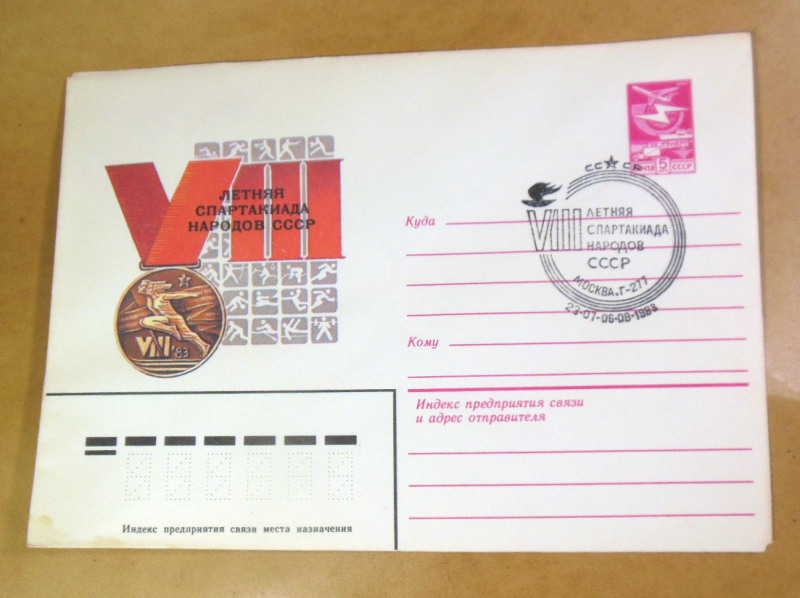 VIII
ЛЕТНЯЯ
СПАРТАКИАДА
НАРОДОВ СССР
VIII '83
5
СССР
СССР
VIII
ЛЕТНЯЯ
СПАРТАКИАДА
НАРОДОВ
СССР
МОСКВА, Г-277
23·07-06·08·1983
Куда
Кому
Индекс предприятия связи
и адрес отправителя
Индекс предприятия связи места назначения